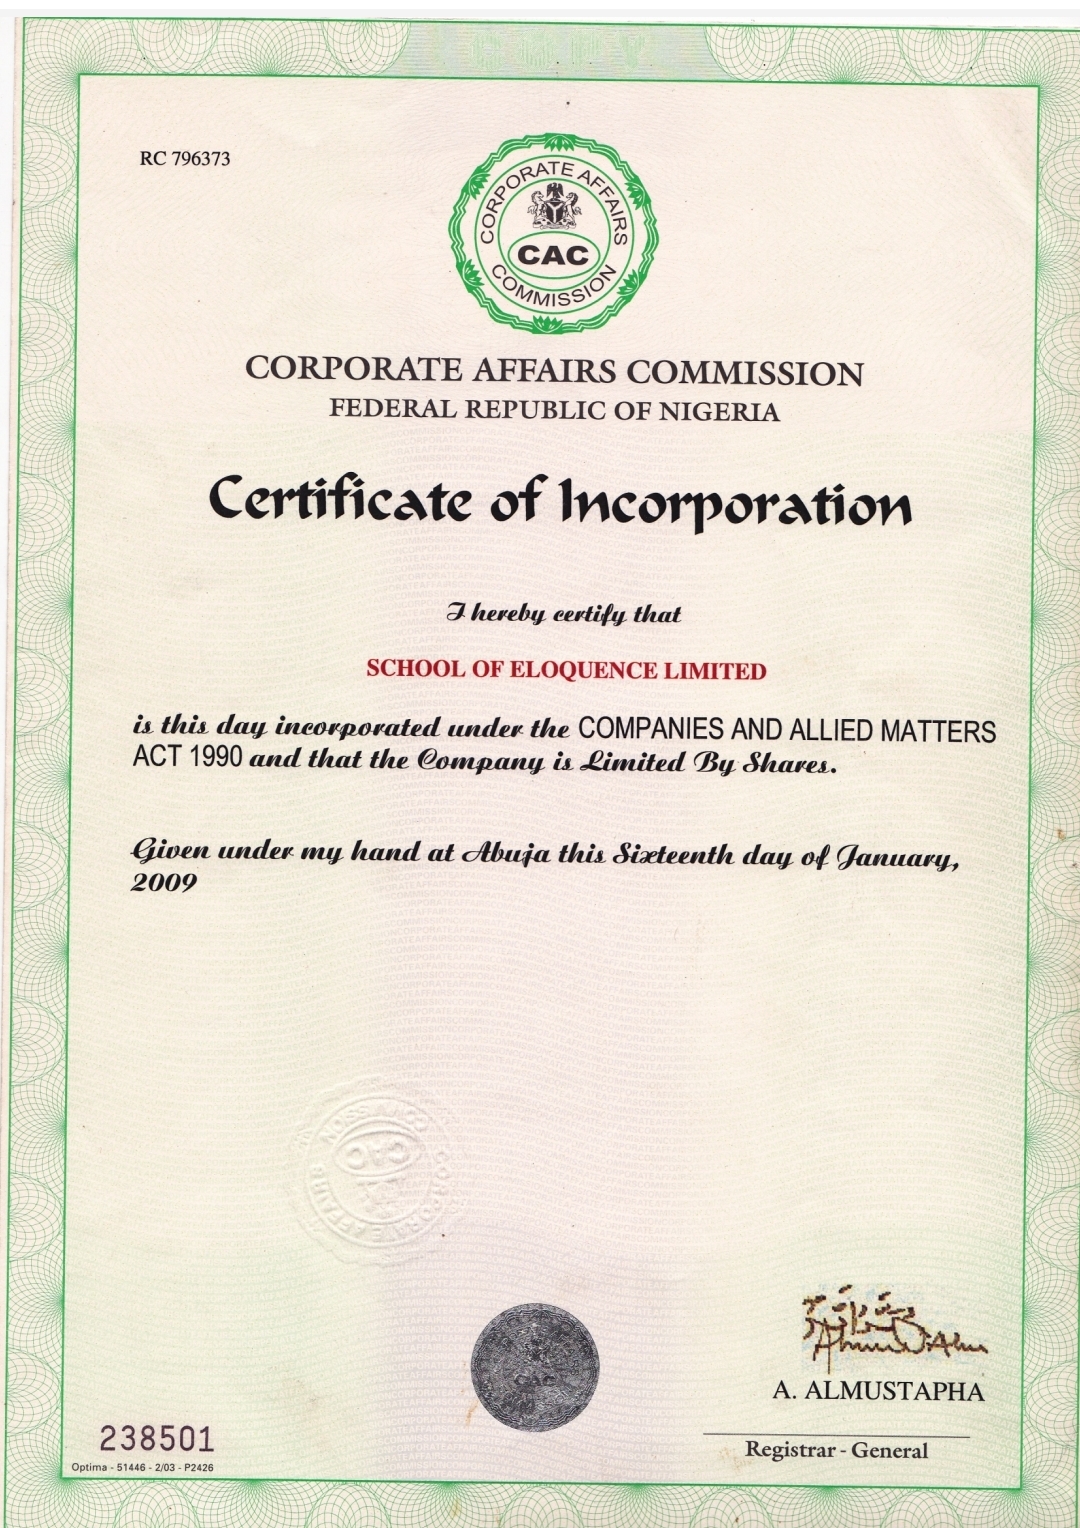 RC 796373
CORPORATE AFFAIRS
CAC
COMMISSION
CORPORATE AFFAIRS COMMISSION
FEDERAL REPUBLIC OF NIGERIA
Certificate of Incorporation
I hereby certify that
SCHOOL OF ELOQUENCE LIMITED
is this day incorporated under the COMPANIES AND ALLIED MATTERS
ACT 1990 and that the Company is Limited By Shares.
Given under my hand at Abuja this Sixteenth day of January,
2009
CAC
A. ALMUSTAPHA
Registrar - General
238501
Optima - 51446 - 2/03 - P2426